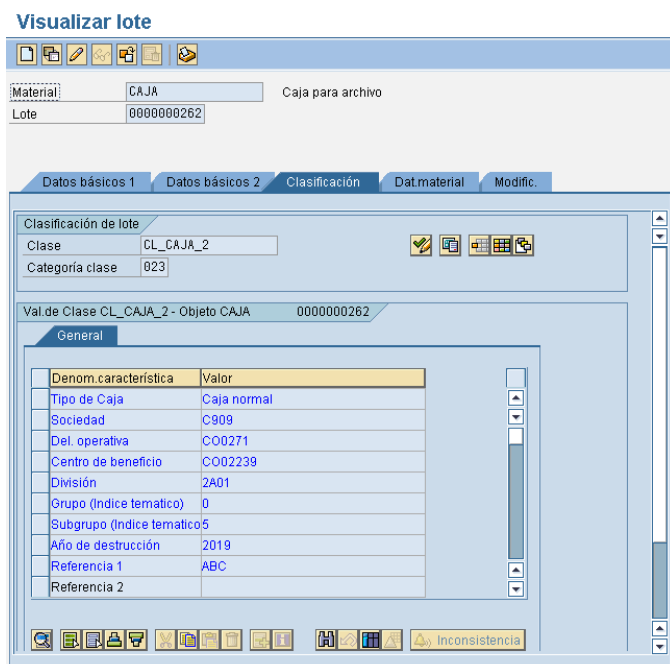 Visualizar lote
Material CAJA Caja para archivo
Lote 0000000262
Datos básicos 1 Datos básicos 2 Clasificación Dat.material Modific.
Clasificación de lote
Clase CL_CAJA_2
Categoría clase 023
Val.de Clase CL_CAJA_2 - Objeto CAJA 0000000262
General
Denom.característica Valor
Tipo de Caja Caja normal
Sociedad C909
Del. operativa CO0271
Centro de beneficio CO02239
División 2A01
Grupo (Indice tematico) 0
Subgrupo (Indice tematico 5
Año de destrucción 2019
Referencia 1 ABC
Referencia 2
Inconsistencia